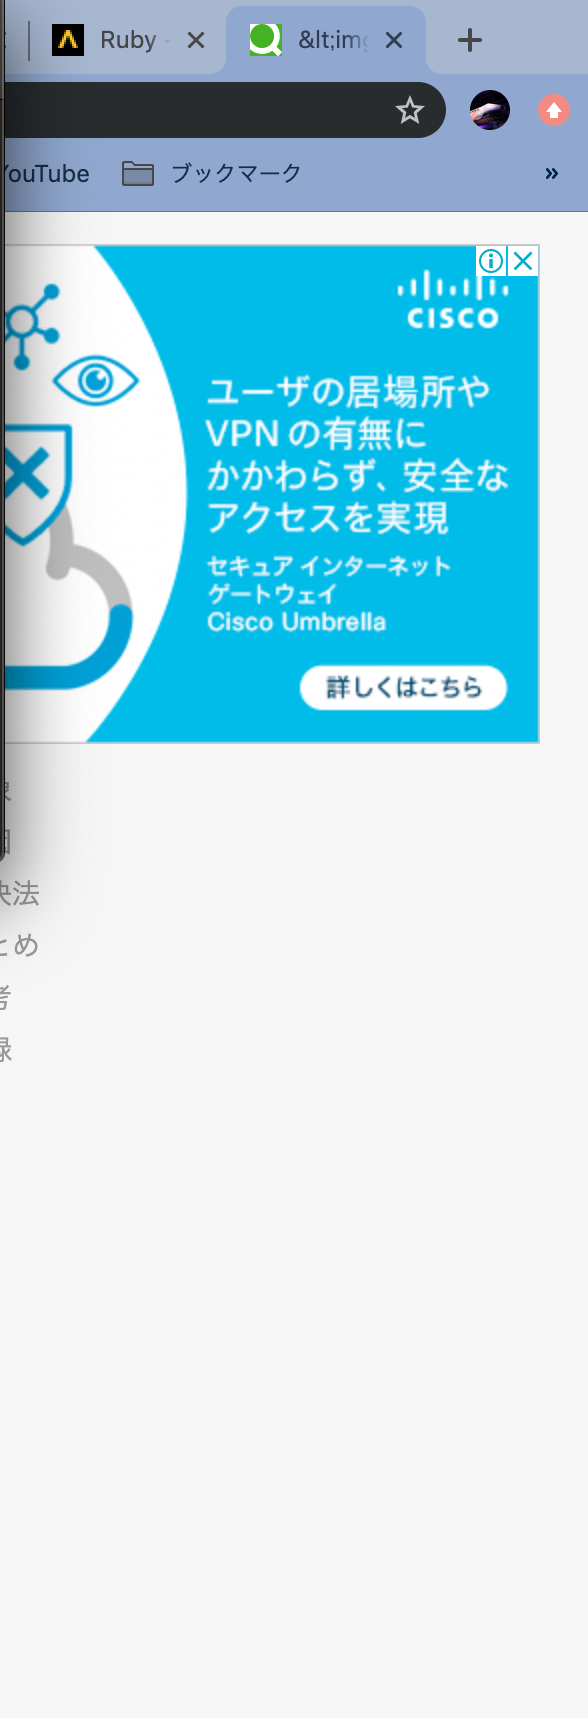 Ruby -
&lt;img
YouTube
ブックマーク
»
CISCO
ユーザの居場所や
VPN の有無に
かかわらず、安全な
アクセスを実現
セキュア インターネット
ゲートウェイ
Cisco Umbrella
詳しくはこちら
決法
とめ
考
録